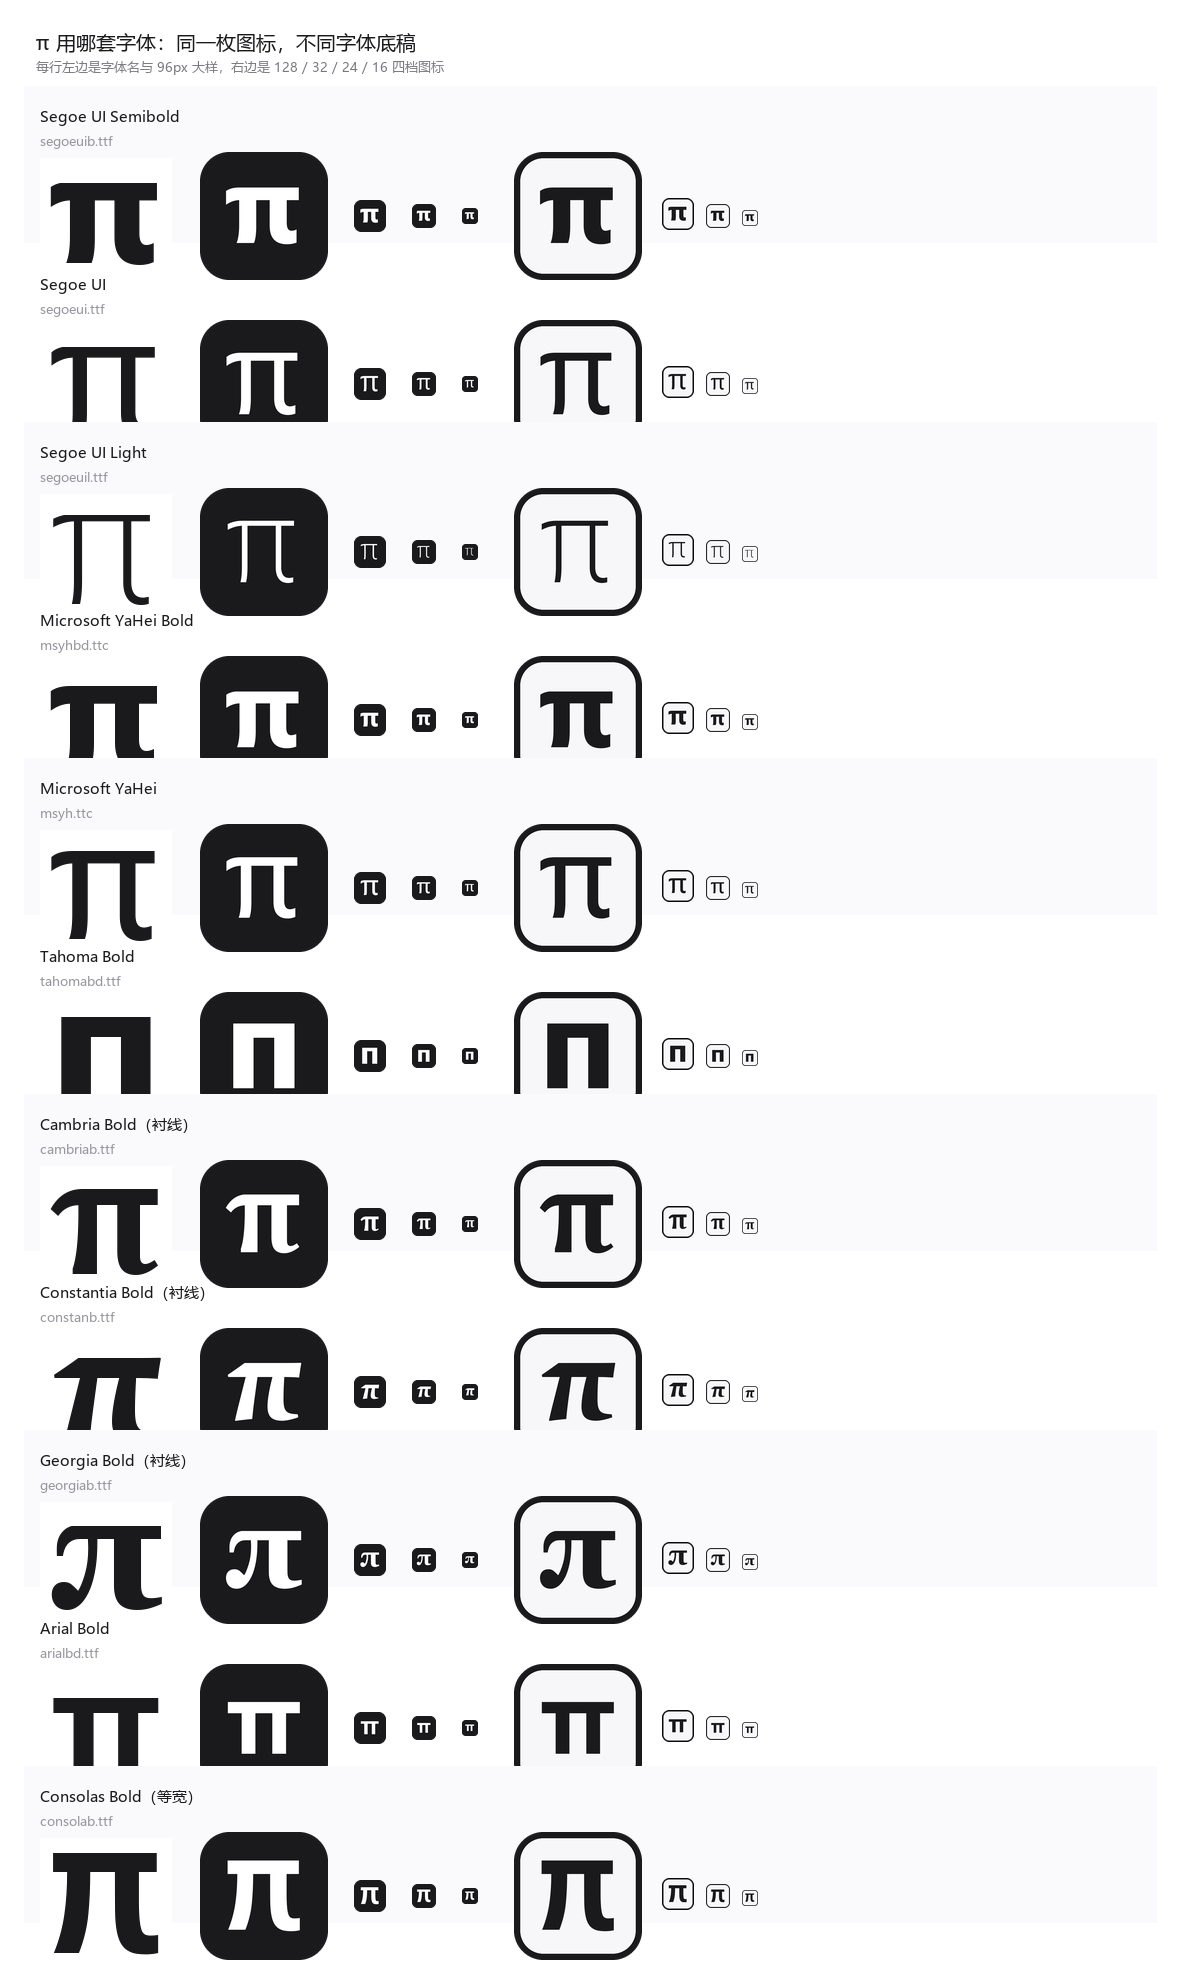 π 用哪套字体：同一枚图标，不同字体底稿
每行左边是字体名与 96px 大样，右边是 128 / 32 / 24 / 16 四档图标
Segoe UI Semibold
segoeuib.ttf
π π π π π π π π π
Segoe UI
segoeui.ttf
π π π π π π π π π
Segoe UI Light
segoeuil.ttf
π π π π π π π π π
Microsoft YaHei Bold
msyhbd.ttc
π π π π π π π π π
Microsoft YaHei
msyh.ttc
π π π π π π π π π
Tahoma Bold
tahomabd.ttf
π π π π π π π π π
Cambria Bold（衬线）
cambriab.ttf
π π π π π π π π π
Constantia Bold（衬线）
constanb.ttf
π π π π π π π π π
Georgia Bold（衬线）
georgiab.ttf
π π π π π π π π π
Arial Bold
arialbd.ttf
π π π π π π π π π
Consolas Bold（等宽）
consolab.ttf
π π π π π π π π π